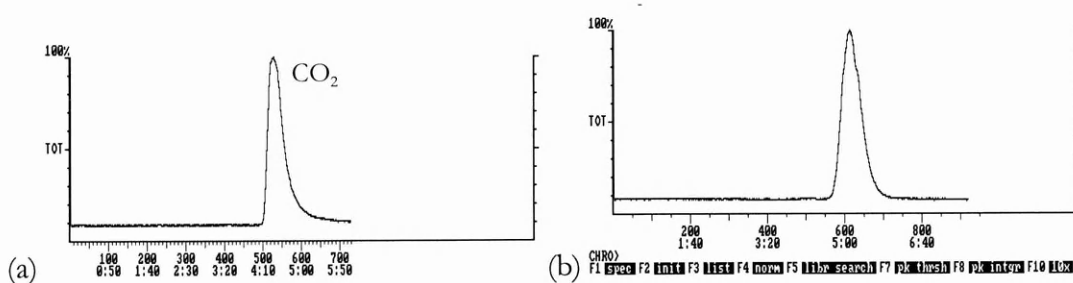 100%
CO₂
TOT
100 200 300 400 500 600 700
0:50 1:40 2:30 3:20 4:10 5:00 5:50
(a)
100%
TOT
200 400 600 800
1:40 3:20 5:00 6:40
CHRO>
F1 spec F2 init F3 list F4 norm F5 libr search F7 pk thrsh F8 pk intgr F10 10x
(b)